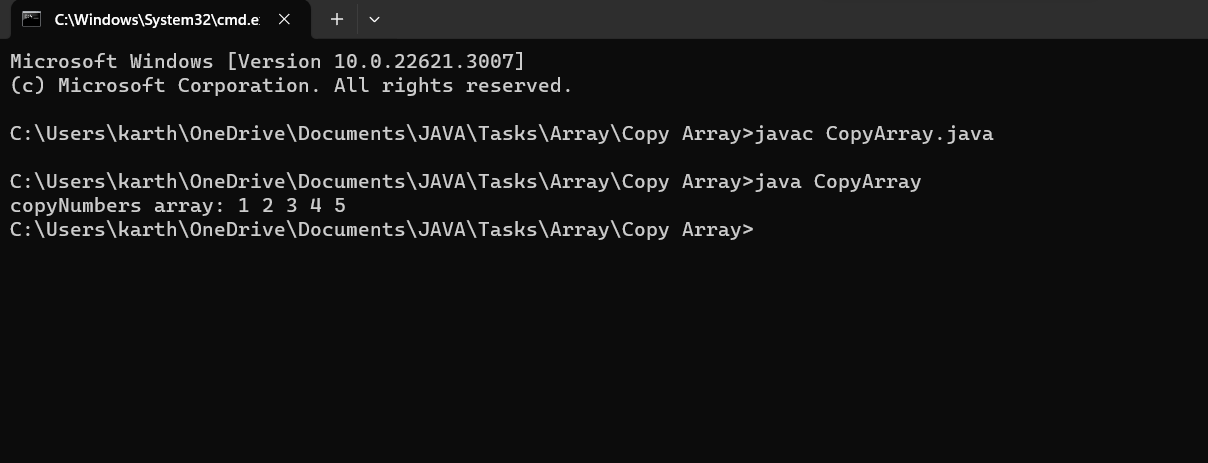 C:\Windows\System32\cmd.e
Microsoft Windows [Version 10.0.22621.3007]
(c) Microsoft Corporation. All rights reserved.
C:\Users\karth\OneDrive\Documents\JAVA\Tasks\Array\Copy Array>javac CopyArray.java
C:\Users\karth\OneDrive\Documents\JAVA\Tasks\Array\Copy Array>java CopyArray
copyNumbers array: 1 2 3 4 5
C:\Users\karth\OneDrive\Documents\JAVA\Tasks\Array\Copy Array>